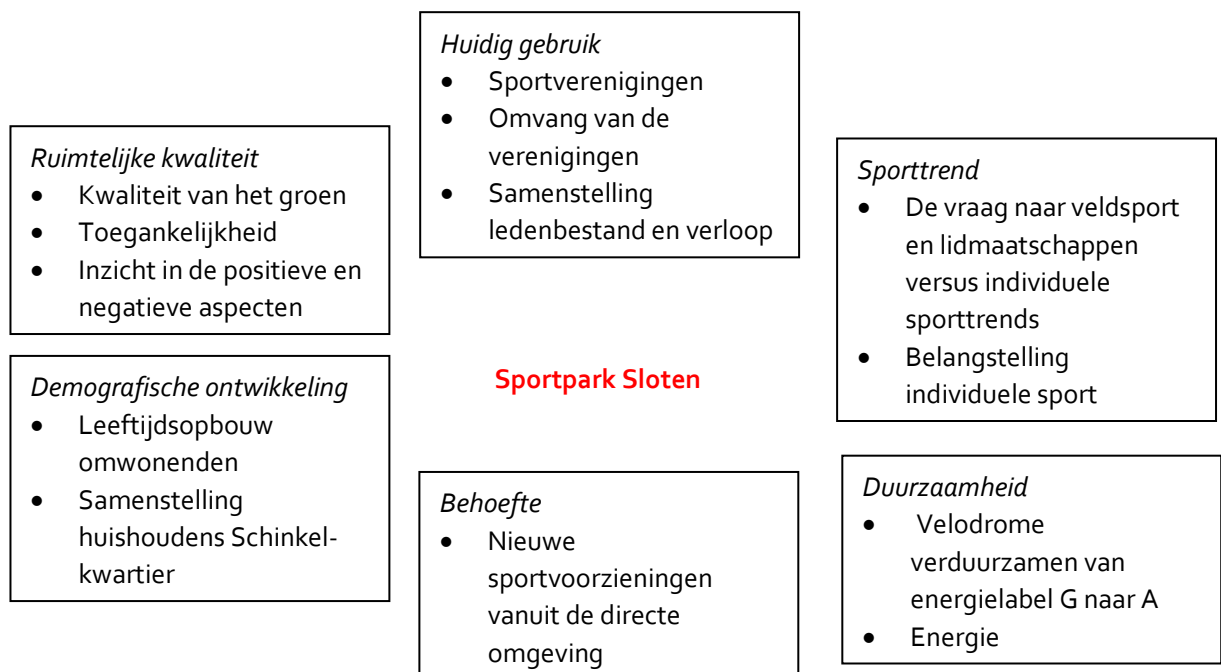 Huidig gebruik
• Sportverenigingen
• Omvang van de
verenigingen
• Samenstelling
ledenbestand en verloop
Ruimtelijke kwaliteit
• Kwaliteit van het groen
• Toegankelijkheid
• Inzicht in de positieve en
negatieve aspecten
Sporttrend
• De vraag naar veldsport
en lidmaatschappen
versus individuele
sporttrends
• Belangstelling
individuele sport
Demografische ontwikkeling
• Leeftijdsopbouw
omwonenden
• Samenstelling
huishoudens Schinkel-
kwartier
Sportpark Sloten
Behoefte
• Nieuwe
sportvoorzieningen
vanuit de directe
omgeving
Duurzaamheid
• Velodrome
verduurzamen van
energielabel G naar A
• Energie